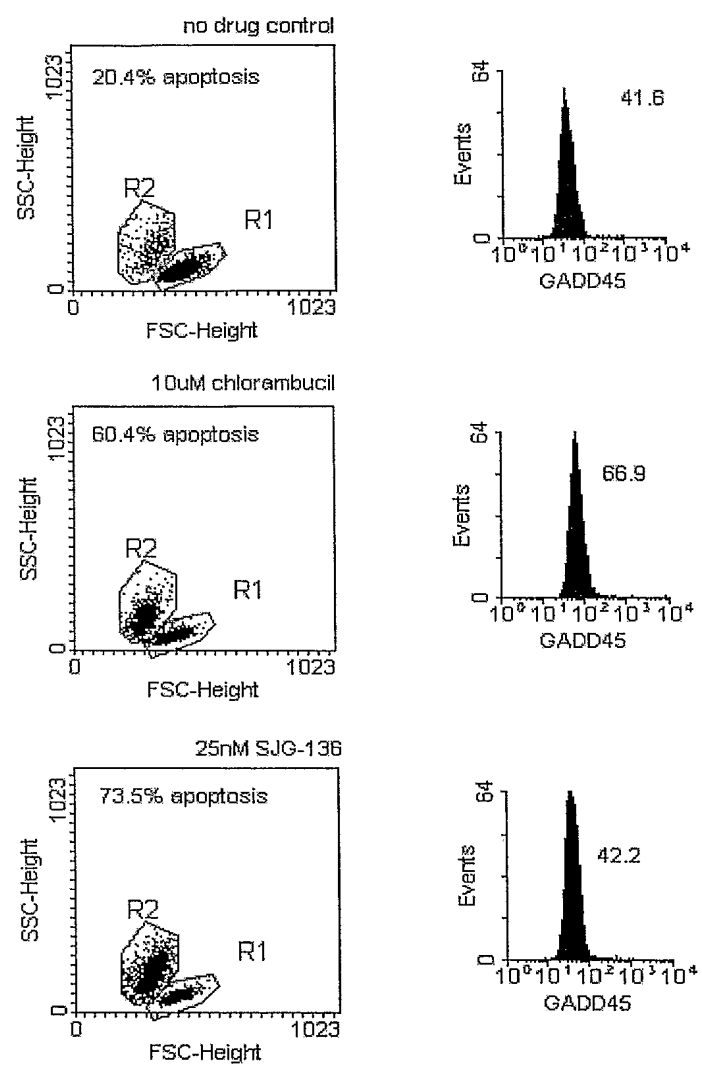 no drug control
1023
20.4% apoptosis
SSC-Height
R2
R1
0
0 1023
FSC-Height
64
41.6
Events
0
10⁰ 10¹ 10² 10³ 10⁴
GADD45
10uM chlorambucil
1023
60.4% apoptosis
SSC-Height
R2
R1
0
0 1023
FSC-Height
64
66.9
Events
0
10⁰ 10¹ 10² 10³ 10⁴
GADD45
25nM SJG-136
1023
73.5% apoptosis
SSC-Height
R2
R1
0
0 1023
FSC-Height
64
42.2
Events
0
10⁰ 10¹ 10² 10³ 10⁴
GADD45